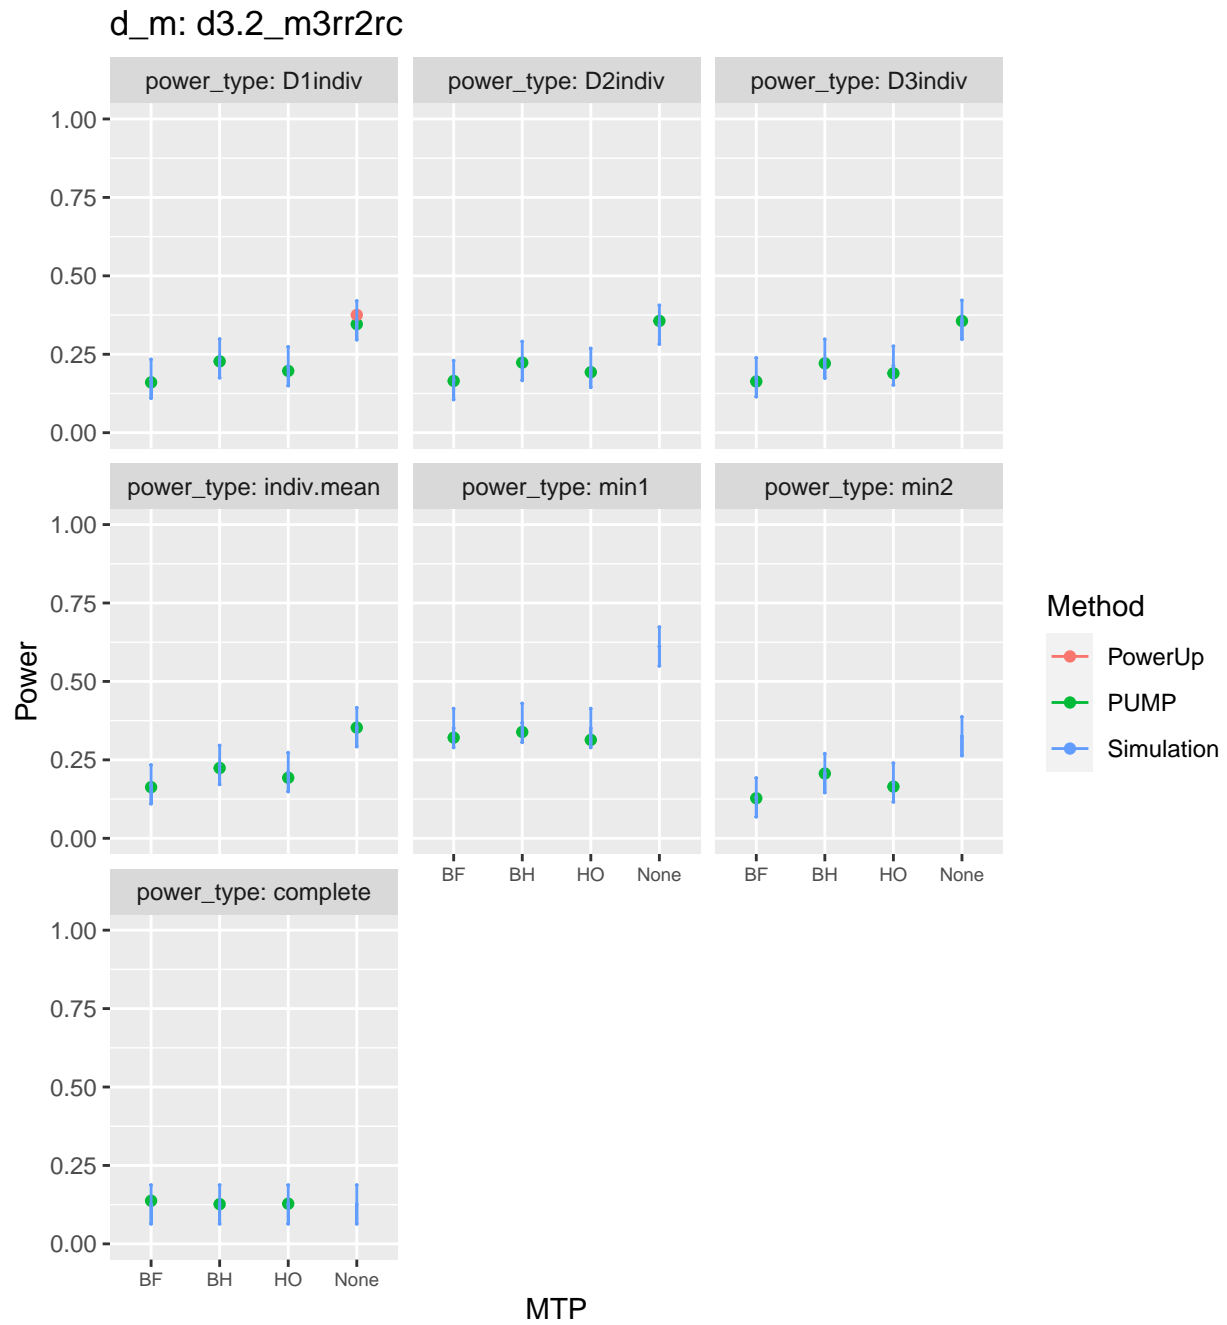 d_m: d3.2_m3rr2rc
power_type: D1indiv
power_type: D2indiv
power_type: D3indiv
1.00
0.75
0.50
0.25
0.00
power_type: indiv.mean
power_type: min1
power_type: min2
1.00
0.75
0.50
0.25
0.00
BF BH HO None
BF BH HO None
power_type: complete
1.00
0.75
0.50
0.25
0.00
BF BH HO None
Power
MTP
Method
PowerUp
PUMP
Simulation